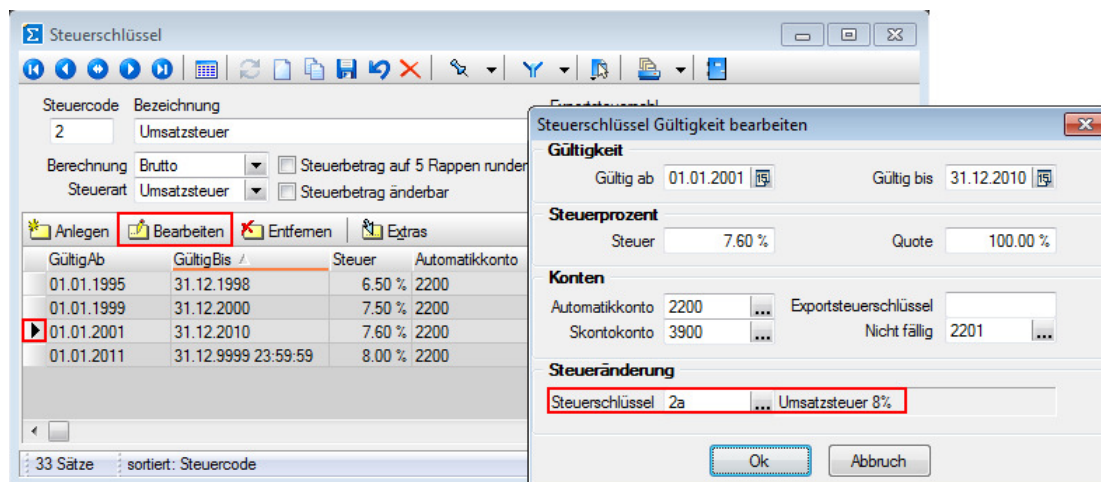 Steuerschlüssel
Steuercode Bezeichnung
2 Umsatzsteuer
Berechnung Brutto Steuerbetrag auf 5 Rappen runden
Steuerart Umsatzsteuer Steuerbetrag änderbar
Anlegen Bearbeiten Entfernen Extras
GültigAb GültigBis Steuer Automatikkonto
01.01.1995 31.12.1998 6.50 % 2200
01.01.1999 31.12.2000 7.50 % 2200
01.01.2001 31.12.2010 7.60 % 2200
01.01.2011 31.12.9999 23:59:59 8.00 % 2200
33 Sätze sortiert: Steuercode
Steuerschlüssel Gültigkeit bearbeiten
Gültigkeit
Gültig ab 01.01.2001 15 Gültig bis 31.12.2010 15
Steuerprozent
Steuer 7.60 % Quote 100.00 %
Konten
Automatikkonto 2200 ... Exportsteuerschlüssel
Skontokonto 3900 ... Nicht fällig 2201 ...
Steueränderung
Steuerschlüssel 2a ... Umsatzsteuer 8%
Ok Abbruch